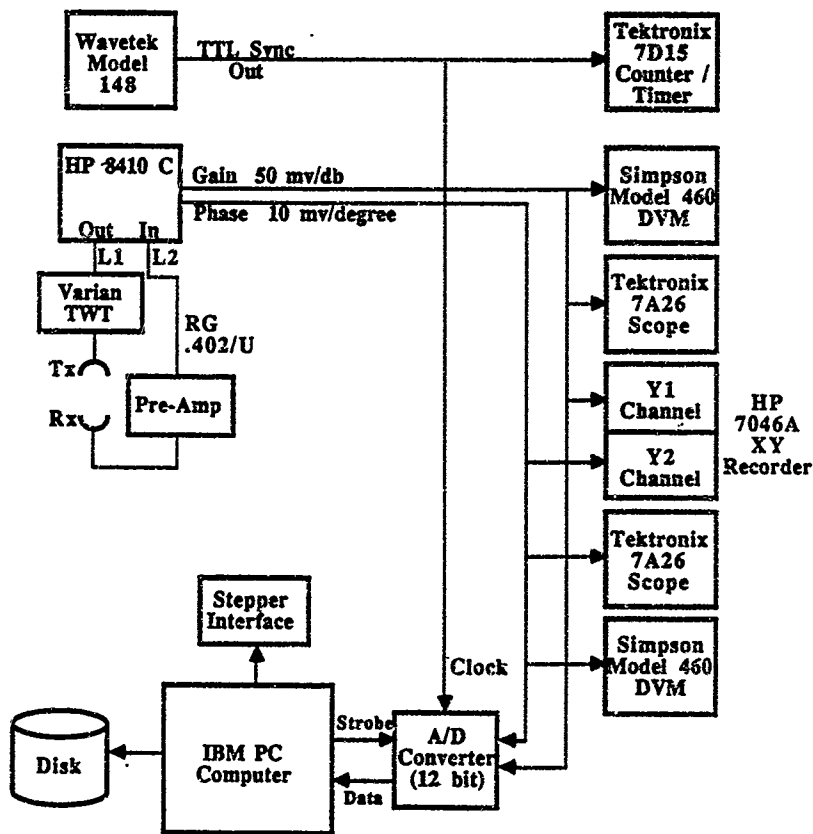 Wavetek
Model
148
TTL Sync
Out
Tektronix
7D15
Counter /
Timer
HP 8410 C
Out In
Gain 50 mv/db
Phase 10 mv/degree
Simpson
Model 460
DVM
L1
L2
Varian
TWT
RG
.402/U
Tx
Rx
Pre-Amp
Tektronix
7A26
Scope
Y1
Channel
Y2
Channel
HP
7046A
XY
Recorder
Tektronix
7A26
Scope
Stepper
Interface
Simpson
Model 460
DVM
Clock
Disk
IBM PC
Computer
Strobe
Data
A/D
Converter
(12 bit)